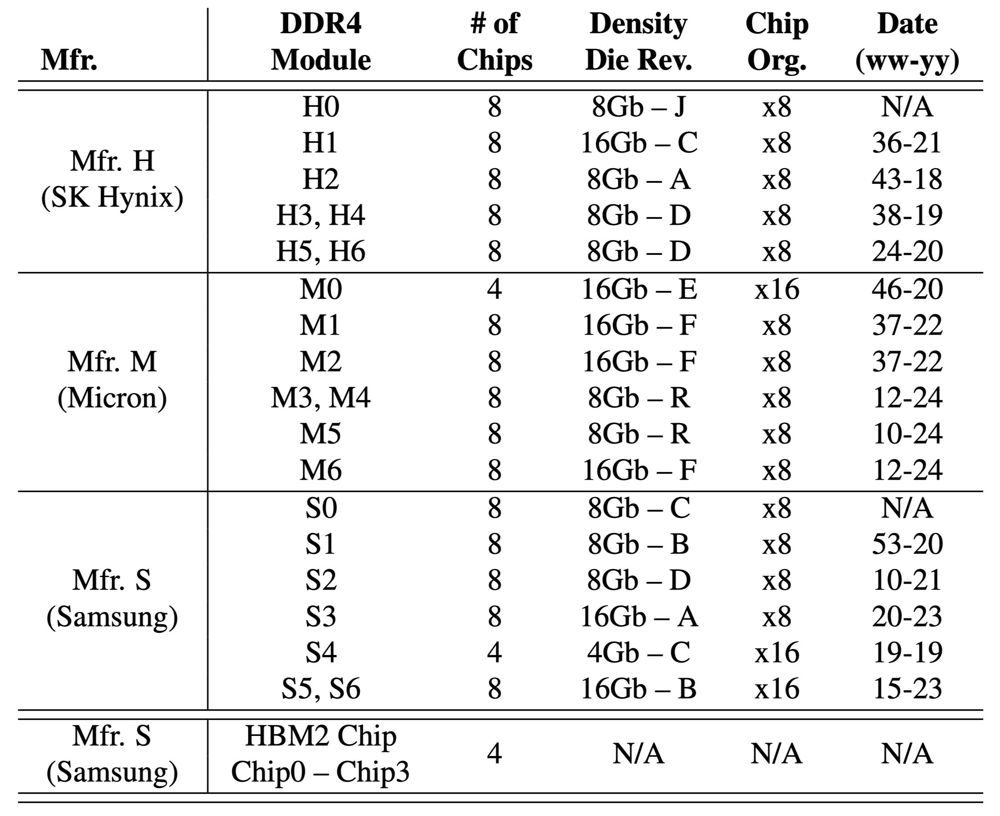 Mfr. DDR4 Module # of Chips Density Die Rev. Chip Org. Date (ww-yy)
Mfr. H (SK Hynix)
H0 8 8Gb – J x8 N/A
H1 8 16Gb – C x8 36-21
H2 8 8Gb – A x8 43-18
H3, H4 8 8Gb – D x8 38-19
H5, H6 8 8Gb – D x8 24-20
Mfr. M (Micron)
M0 4 16Gb – E x16 46-20
M1 8 16Gb – F x8 37-22
M2 8 16Gb – F x8 37-22
M3, M4 8 8Gb – R x8 12-24
M5 8 8Gb – R x8 10-24
M6 8 16Gb – F x8 12-24
Mfr. S (Samsung)
S0 8 8Gb – C x8 N/A
S1 8 8Gb – B x8 53-20
S2 8 8Gb – D x8 10-21
S3 8 16Gb – A x8 20-23
S4 4 4Gb – C x16 19-19
S5, S6 8 16Gb – B x16 15-23
Mfr. S (Samsung)
HBM2 Chip Chip0 – Chip3 4 N/A N/A N/A